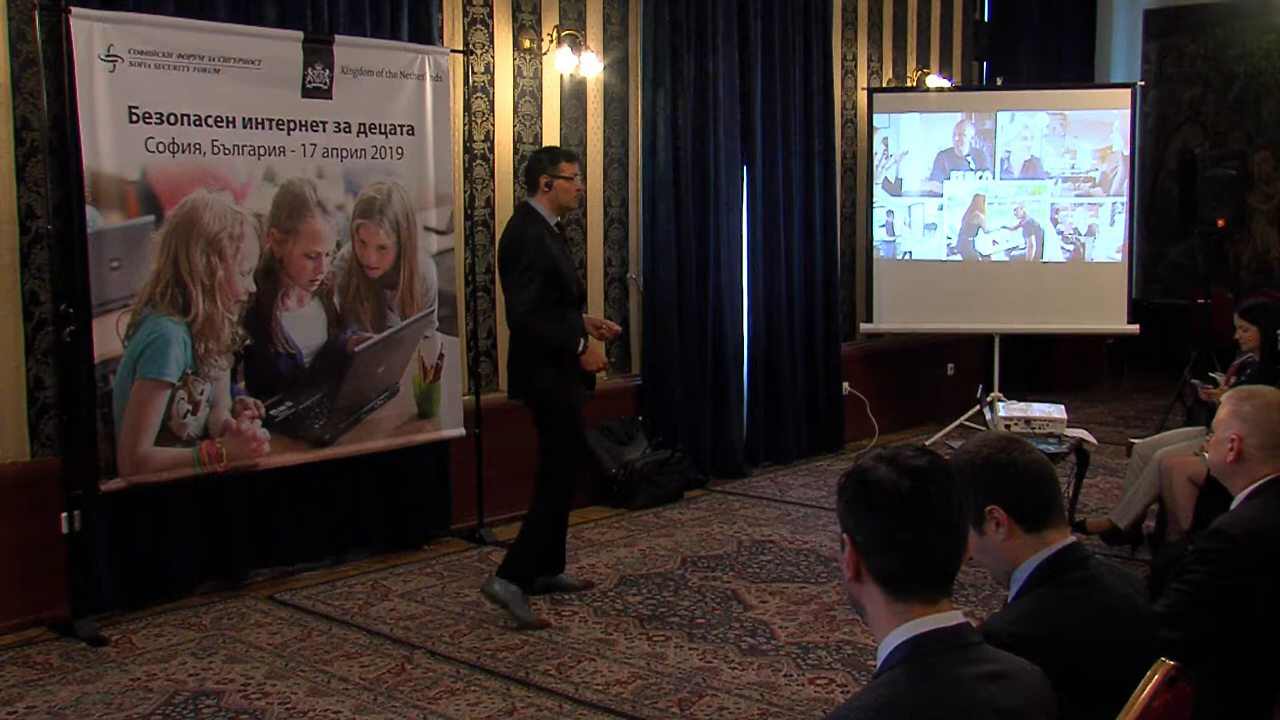 СОФИЙСКИ ФОРУМ ЗА СИГУРНОСТ
SOFIA SECURITY FORUM
Kingdom of the Netherlands
Безопасен интернет за децата
София, България - 17 април 2019